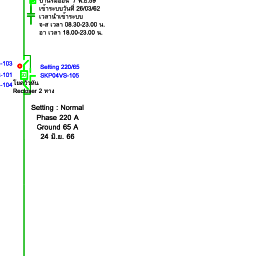 เข้าระบบวันที่ 26/03/62
เวลานำเข้าระบบ
จ-ส เวลา 08.30-23.00 น.
อา เวลา 18.00-23.00 น.
-103
Setting 220/65
-101
SKP04VS-105
-104
Recloser 2 ทาง
Setting : Normal
Phase 220 A
Ground 65 A
24 มิ.ย. 66